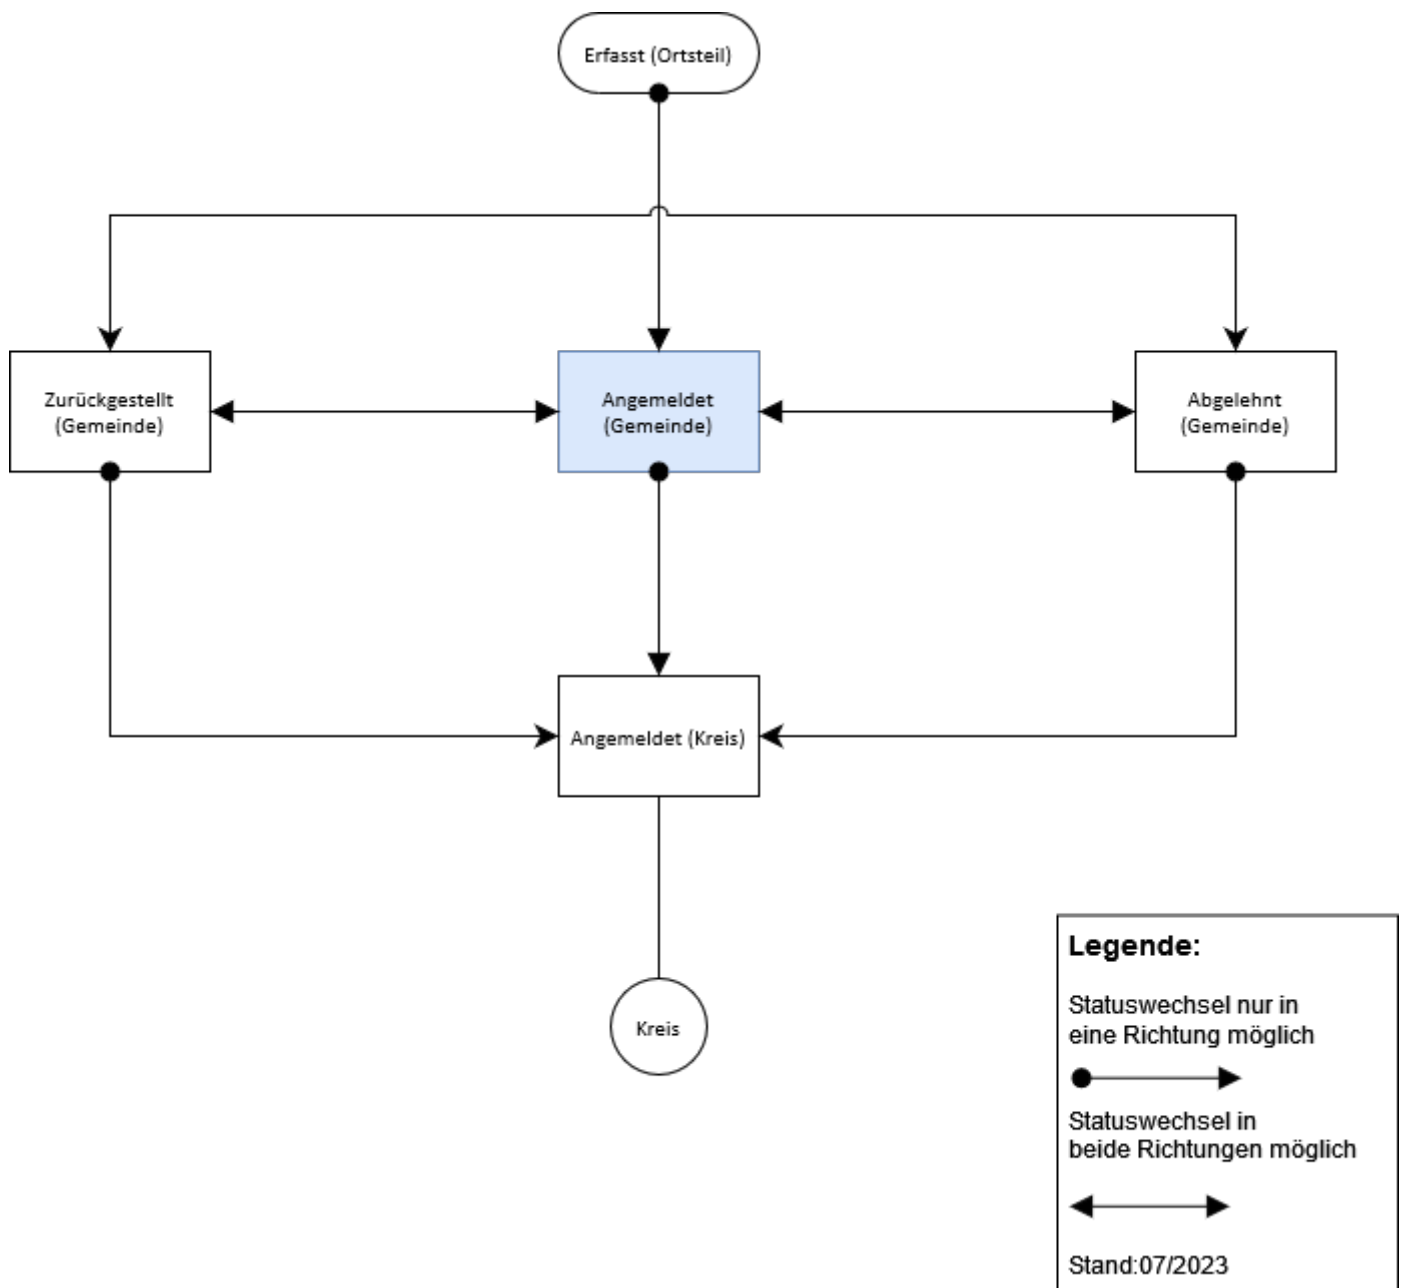 Erfasst (Ortsteil)
Zurückgestellt
(Gemeinde)
Angemeldet
(Gemeinde)
Abgelehnt
(Gemeinde)
Angemeldet (Kreis)
Kreis
Legende:
Statuswechsel nur in
eine Richtung möglich
Statuswechsel in
beide Richtungen möglich
Stand:07/2023